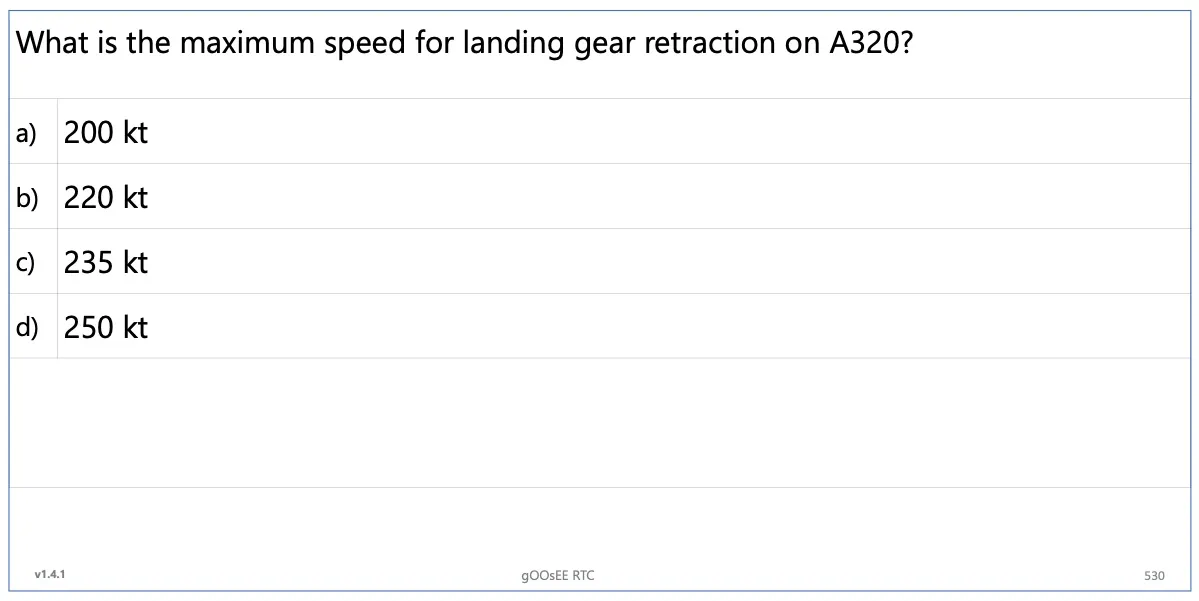 What is the maximum speed for landing gear retraction on A320?
a) 200 kt
b) 220 kt
c) 235 kt
d) 250 kt
v1.4.1 gOOsEE RTC 530